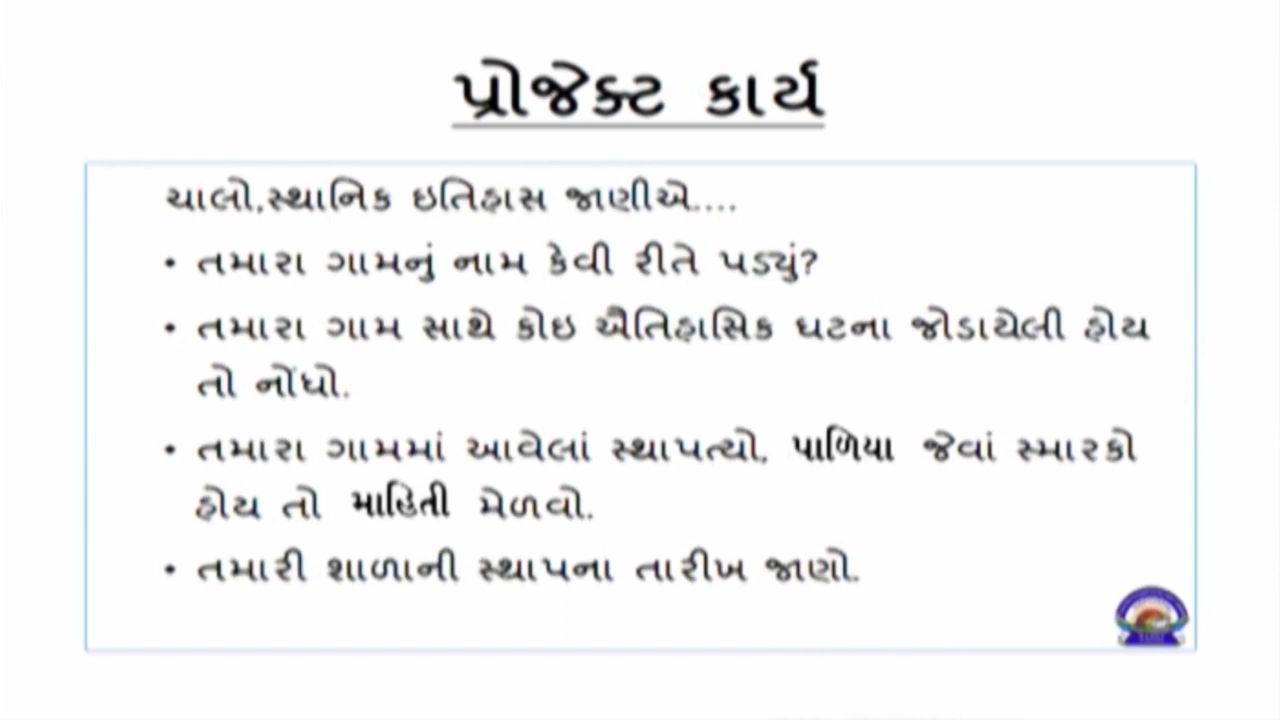 પ્રોજેક્ટ કાર્ય
ચાલો,સ્થાનિક ઇતિહાસ જાણીએ....
• તમારા ગામનું નામ કેવી રીતે પડ્યું?
• તમારા ગામ સાથે કોઇ ઐતિહાસિક ઘટના જોડાયેલી હોય
તો નોંધો.
• તમારા ગામમાં આવેલાં સ્થાપત્યો, પાળિયા જેવાં સ્મારકો
હોય તો માહિતી મેળવો.
• તમારી શાળાની સ્થાપના તારીખ જાણો.